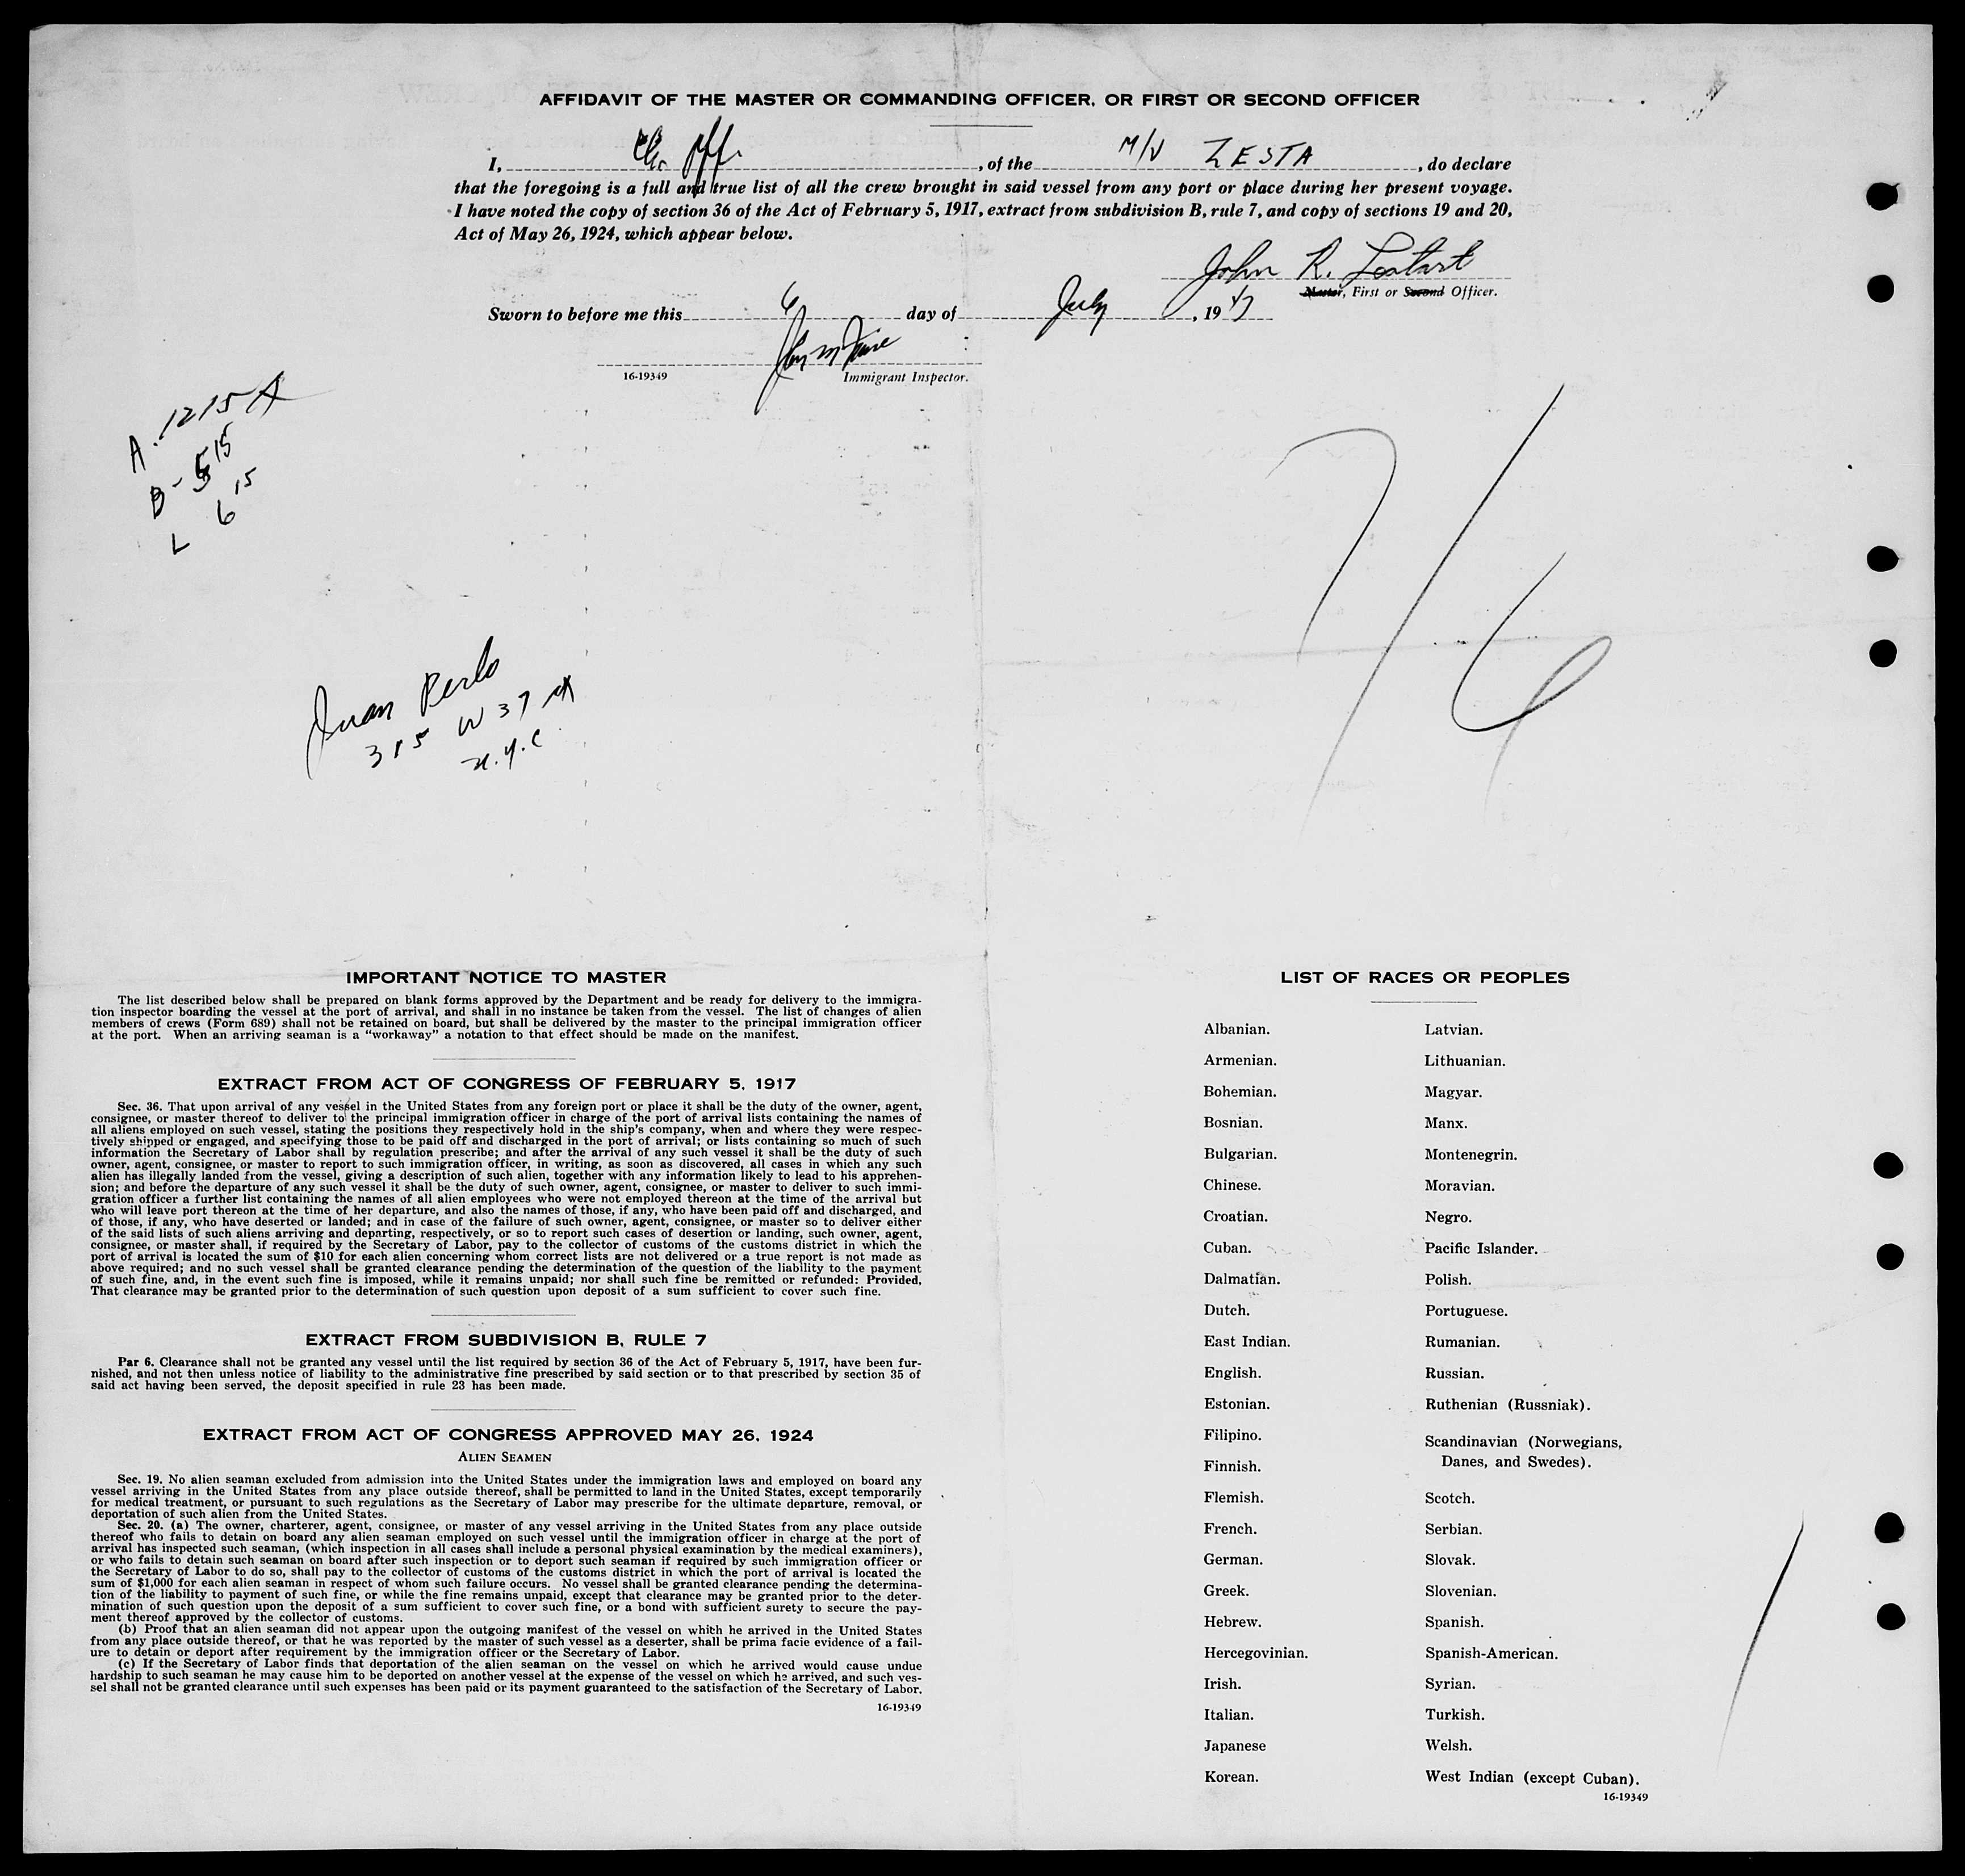 AFFIDAVIT OF THE MASTER OR COMMANDING OFFICER, OR FIRST OR SECOND OFFICER
I, Ch. Off. , of the M/V ZESTA , do declare
that the foregoing is a full and true list of all the crew brought in said vessel from any port or place during her present voyage.
I have noted the copy of section 36 of the Act of February 5, 1917, extract from subdivision B, rule 7, and copy of sections 19 and 20,
Act of May 26, 1924, which appear below.
John R.
Master, First or Second Officer.
Sworn to before me this 6 day of July , 19 47
16-19349 Immigrant Inspector.
A. 1215 A
B - 5 15
L 6 15
7/6
Juan Perlo
315 W 37 st
N.Y.C.
IMPORTANT NOTICE TO MASTER
The list described below shall be prepared on blank forms approved by the Department and be ready for delivery to the immigra-
tion inspector boarding the vessel at the port of arrival, and shall in no instance be taken from the vessel. The list of changes of alien
members of crews (Form 689) shall not be retained on board, but shall be delivered by the master to the principal immigration officer
at the port. When an arriving seaman is a "workaway" a notation to that effect should be made on the manifest.
EXTRACT FROM ACT OF CONGRESS OF FEBRUARY 5, 1917
Sec. 36. That upon arrival of any vessel in the United States from any foreign port or place it shall be the duty of the owner, agent,
consignee, or master thereof to deliver to the principal immigration officer in charge of the port of arrival lists containing the names of
all aliens employed on such vessel, stating the positions they respectively hold in the ship's company, when and where they were respec-
tively shipped or engaged, and specifying those to be paid off and discharged in the port of arrival; or lists containing so much of such
information the Secretary of Labor shall by regulation prescribe; and after the arrival of any such vessel it shall be the duty of such
owner, agent, consignee, or master to report to such immigration officer, in writing, as soon as discovered, all cases in which any such
alien has illegally landed from the vessel, giving a description of such alien, together with any information likely to lead to his apprehen-
sion; and before the departure of any such vessel it shall be the duty of such owner, agent, consignee, or master to deliver to such immi-
gration officer a further list containing the names of all alien employees who were not employed thereon at the time of the arrival but
who will leave port thereon at the time of her departure, and also the names of those, if any, who have been paid off and discharged, and
of those, if any, who have deserted or landed; and in case of the failure of such owner, agent, consignee, or master so to deliver either
of the said lists of such aliens arriving and departing, respectively, or so to report such cases of desertion or landing, such owner, agent,
consignee, or master shall, if required by the Secretary of Labor, pay to the collector of customs of the customs district in which the
port of arrival is located the sum of $10 for each alien concerning whom correct lists are not delivered or a true report is not made as
above required; and no such vessel shall be granted clearance pending the determination of the question of the liability to the payment
of such fine, and, in the event such fine is imposed, while it remains unpaid; nor shall such fine be remitted or refunded: Provided,
That clearance may be granted prior to the determination of such question upon deposit of a sum sufficient to cover such fine.
EXTRACT FROM SUBDIVISION B, RULE 7
Par 6. Clearance shall not be granted any vessel until the list required by section 36 of the Act of February 5, 1917, have been fur-
nished, and not then unless notice of liability to the administrative fine prescribed by said section or to that prescribed by section 35 of
said act having been served, the deposit specified in rule 23 has been made.
EXTRACT FROM ACT OF CONGRESS APPROVED MAY 26, 1924
ALIEN SEAMEN
Sec. 19. No alien seaman excluded from admission into the United States under the immigration laws and employed on board any
vessel arriving in the United States from any place outside thereof, shall be permitted to land in the United States, except temporarily
for medical treatment, or pursuant to such regulations as the Secretary of Labor may prescribe for the ultimate departure, removal, or
deportation of such alien from the United States.
Sec. 20. (a) The owner, charterer, agent, consignee, or master of any vessel arriving in the United States from any place outside
thereof who fails to detain on board any alien seaman employed on such vessel until the immigration officer in charge at the port of
arrival has inspected such seaman, (which inspection in all cases shall include a personal physical examination by the medical examiners),
or who fails to detain such seaman on board after such inspection or to deport such seaman if required by such immigration officer or
the Secretary of Labor to do so, shall pay to the collector of customs of the customs district in which the port of arrival is located the
sum of $1,000 for each alien seaman in respect of whom such failure occurs. No vessel shall be granted clearance pending the determina-
tion of the liability to payment of such fine, or while the fine remains unpaid, except that clearance may be granted prior to the deter-
mination of such question upon the deposit of a sum sufficient to cover such fine, or a bond with sufficient surety to secure the pay-
ment thereof approved by the collector of customs.
(b) Proof that an alien seaman did not appear upon the outgoing manifest of the vessel on which he arrived in the United States
from any place outside thereof, or that he was reported by the master of such vessel as a deserter, shall be prima facie evidence of a fail-
ure to detain or deport after requirement by the immigration officer or the Secretary of Labor.
(c) If the Secretary of Labor finds that deportation of the alien seaman on the vessel on which he arrived would cause undue
hardship to such seaman he may cause him to be deported on another vessel at the expense of the vessel on which he arrived, and such ves-
sel shall not be granted clearance until such expenses has been paid or its payment guaranteed to the satisfaction of the Secretary of Labor.
16-19349
LIST OF RACES OR PEOPLES
Albanian.
Armenian.
Bohemian.
Bosnian.
Bulgarian.
Chinese.
Croatian.
Cuban.
Dalmatian.
Dutch.
East Indian.
English.
Estonian.
Filipino.
Finnish.
Flemish.
French.
German.
Greek.
Hebrew.
Hercegovinian.
Irish.
Italian.
Japanese
Korean.
Latvian.
Lithuanian.
Magyar.
Manx.
Montenegrin.
Moravian.
Negro.
Pacific Islander.
Polish.
Portuguese.
Rumanian.
Russian.
Ruthenian (Russniak).
Scandinavian (Norwegians,
Danes, and Swedes).
Scotch.
Serbian.
Slovak.
Slovenian.
Spanish.
Spanish-American.
Syrian.
Turkish.
Welsh.
West Indian (except Cuban).
16-19349